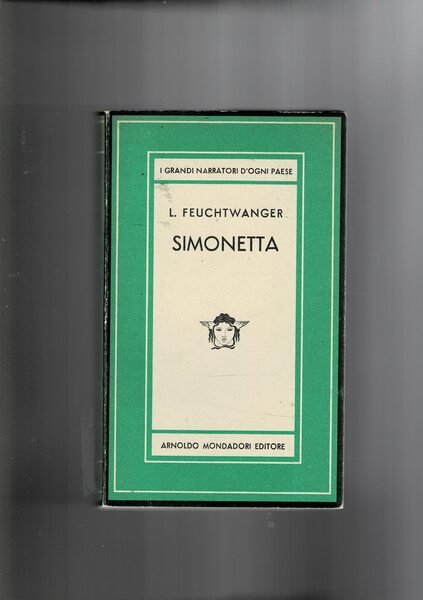 I GRANDI NARRATORI D'OGNI PAESE
L. FEUCHTWANGER
SIMONETTA
ARNOLDO MONDADORI EDITORE